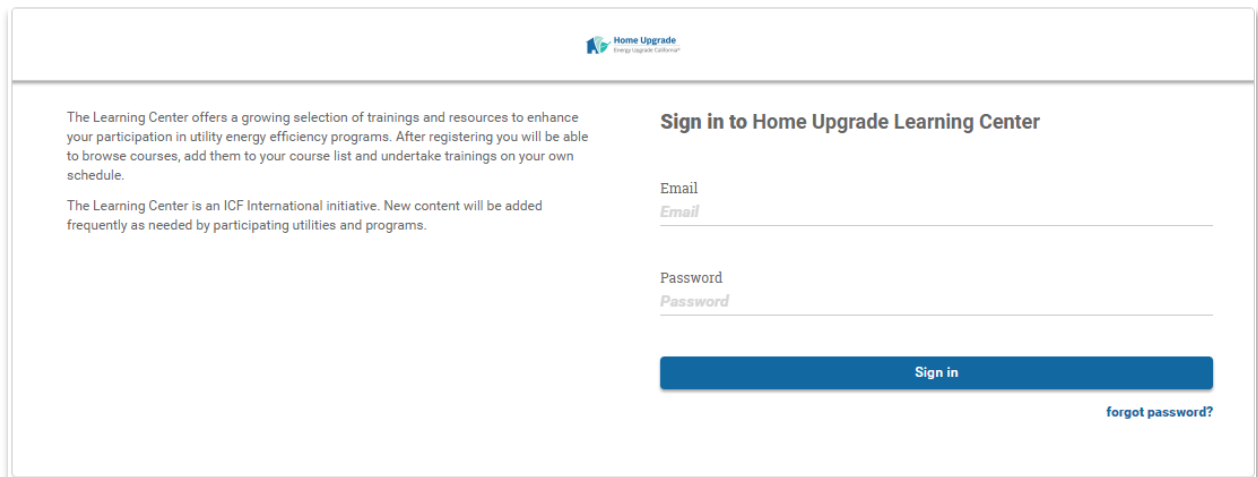 Home Upgrade
Energy Upgrade California®
The Learning Center offers a growing selection of trainings and resources to enhance
your participation in utility energy efficiency programs. After registering you will be able
to browse courses, add them to your course list and undertake trainings on your own
schedule.
The Learning Center is an ICF International initiative. New content will be added
frequently as needed by participating utilities and programs.
Sign in to Home Upgrade Learning Center
Email
Email
Password
Password
Sign in
forgot password?